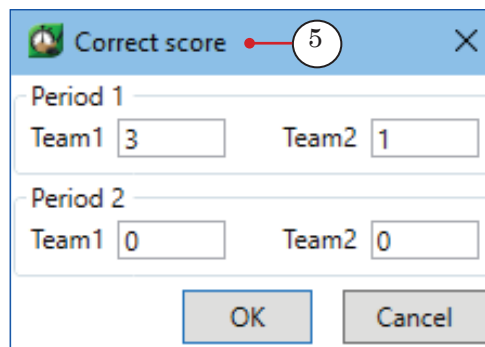 Correct score 5
Period 1
Team1 3 Team2 1
Period 2
Team1 0 Team2 0
OK Cancel